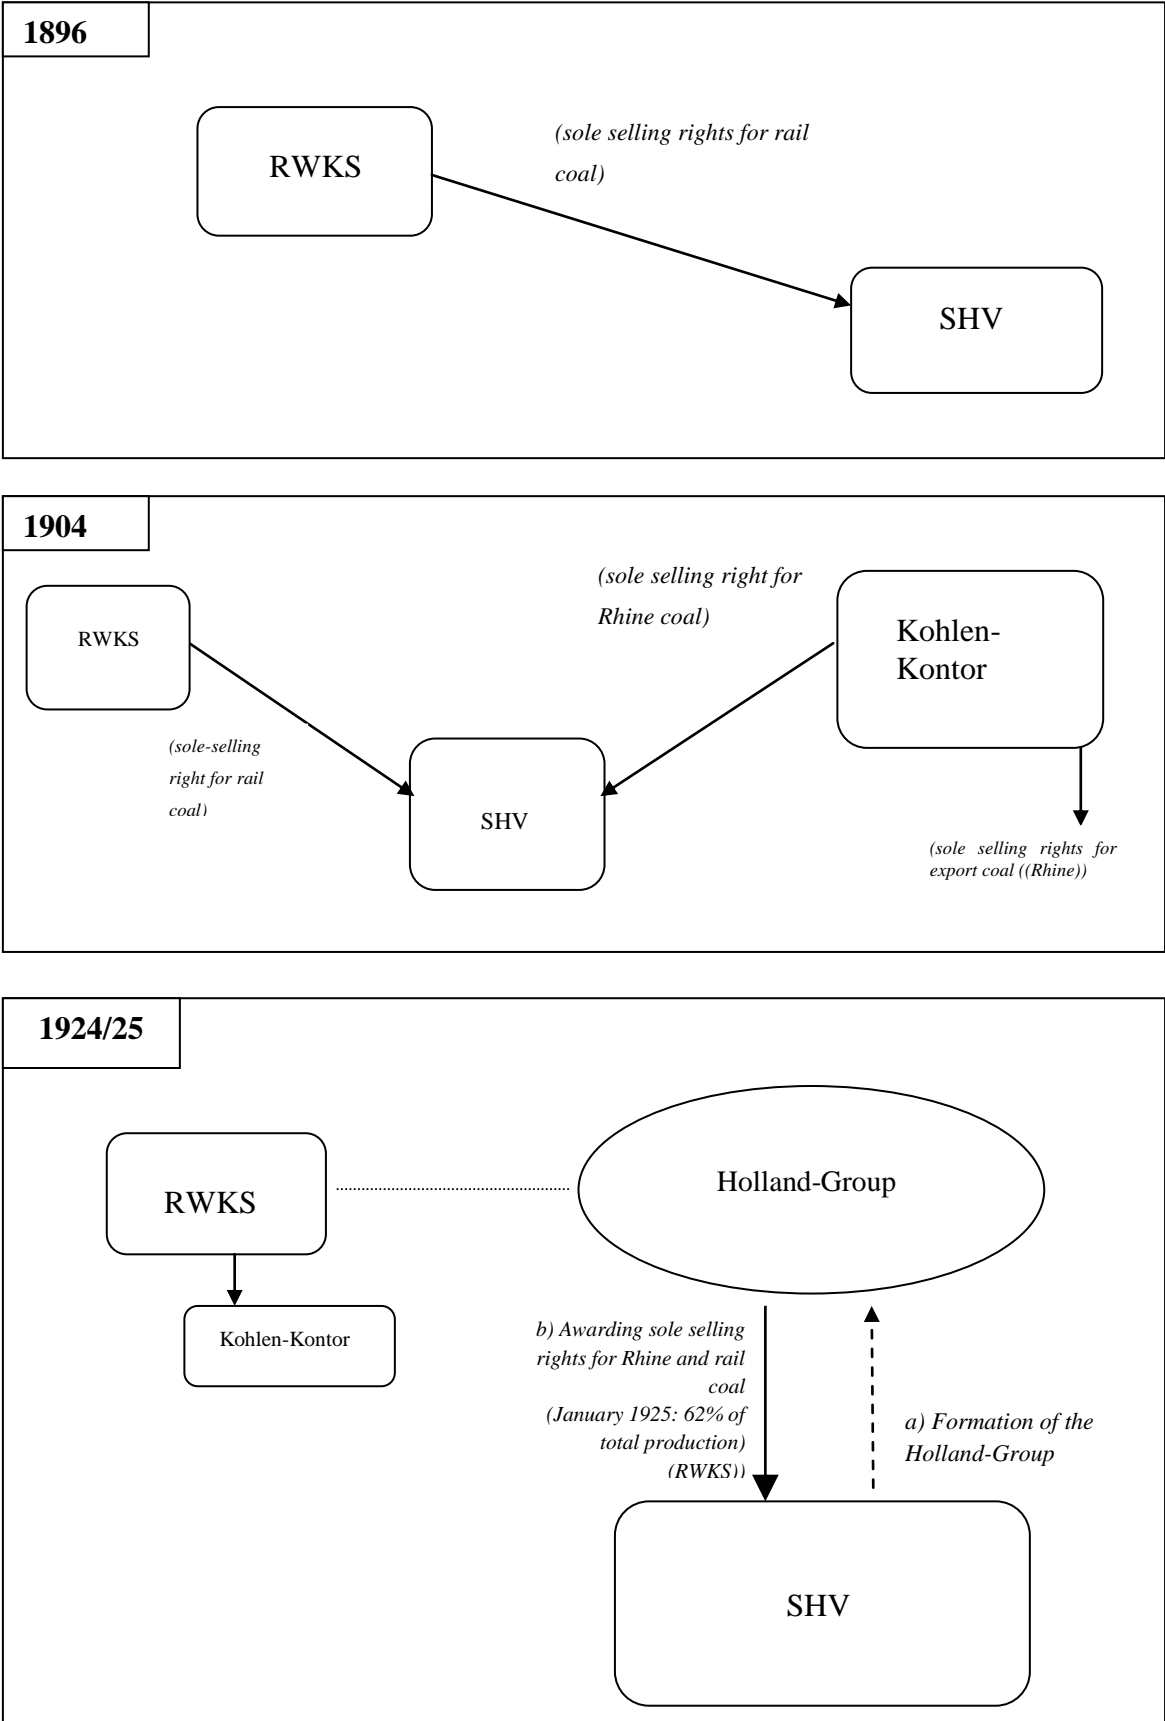 1896
RWKS
(sole selling rights for rail
coal)
SHV
1904
RWKS
(sole-selling
right for rail
coal)
(sole selling right for
Rhine coal)
Kohlen-
Kontor
SHV
(sole selling rights for
export coal ((Rhine))
1924/25
RWKS
Holland-Group
Kohlen-Kontor
b) Awarding sole selling
rights for Rhine and rail
coal
(January 1925: 62% of
total production)
(RWKS))
a) Formation of the
Holland-Group
SHV